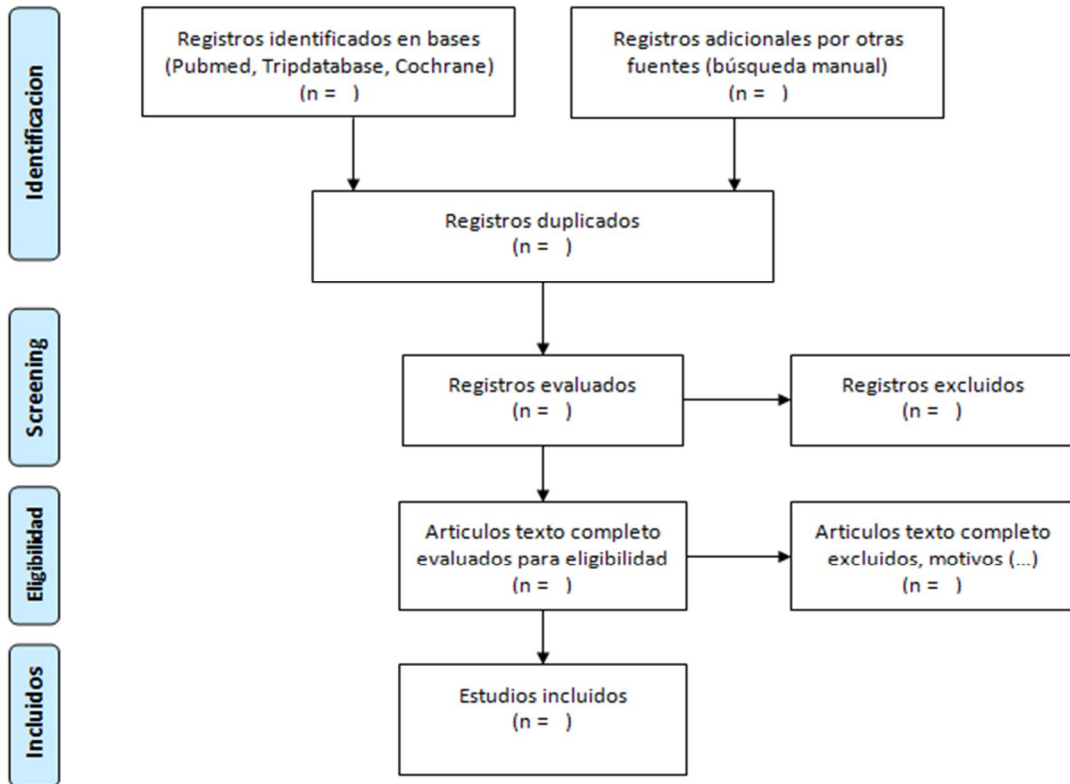 Identificacion
Registros identificados en bases
(Pubmed, Tripdatabase, Cochrane)
(n =   )
Registros adicionales por otras
fuentes (búsqueda manual)
(n =   )
Registros duplicados
(n =   )
Screening
Registros evaluados
(n =   )
Registros excluidos
(n =   )
Eligibilidad
Articulos texto completo
evaluados para eligibilidad
(n =   )
Articulos texto completo
excluidos, motivos (...)
(n =   )
Incluidos
Estudios incluidos
(n =   )